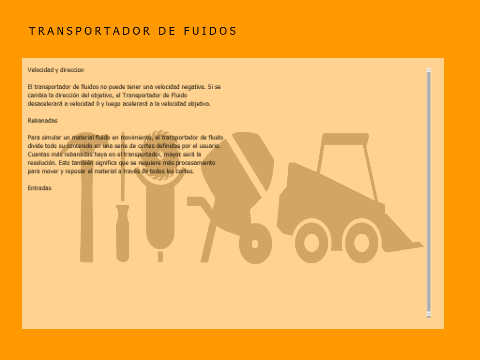 TRANSPORTADOR DE FUIDOS
Velocidad y direccion
El transportador de fluidos no puede tener una velocidad negativa. Si se
cambia la dirección del objetivo, el Transportador de Fluido
desacelerará a velocidad 0 y luego acelerará a la velocidad objetivo.
Rebanadas
Para simular un material fluido en movimiento, el transportador de fluido
divide todo su contenido en una serie de cortes definidas por el usuario.
Cuantas más rebanadas haya en el transportador, mayor será la
resolución. Esto también significa que se requiere más procesamiento
para mover y reposar el material a través de todos los cortes.
Entradas